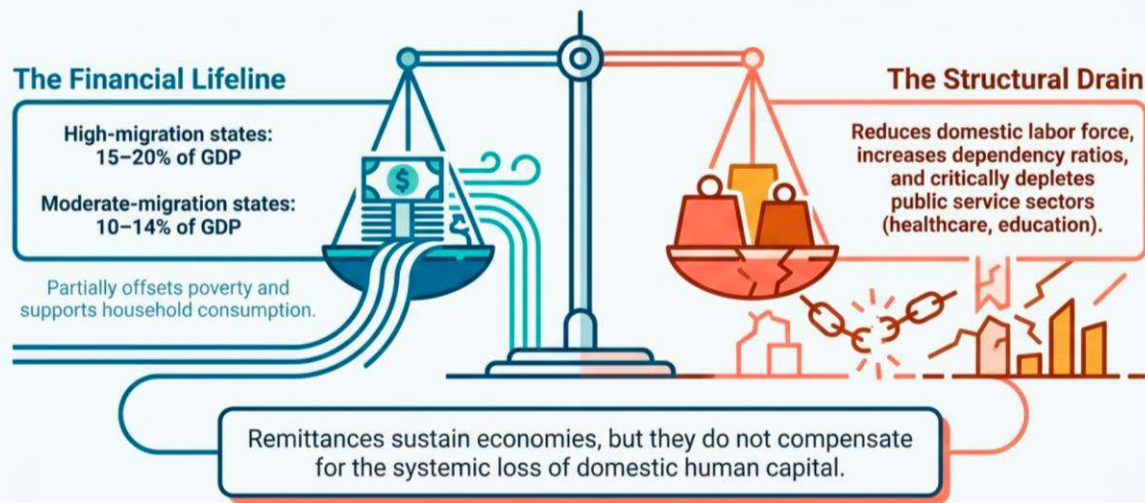 The Financial Lifeline
High-migration states:
15–20% of GDP
Moderate-migration states:
10–14% of GDP
Partially offsets poverty and
supports household consumption.
$
The Structural Drain
Reduces domestic labor force,
increases dependency ratios,
and critically depletes
public service sectors
(healthcare, education).
Remittances sustain economies, but they do not compensate
for the systemic loss of domestic human capital.